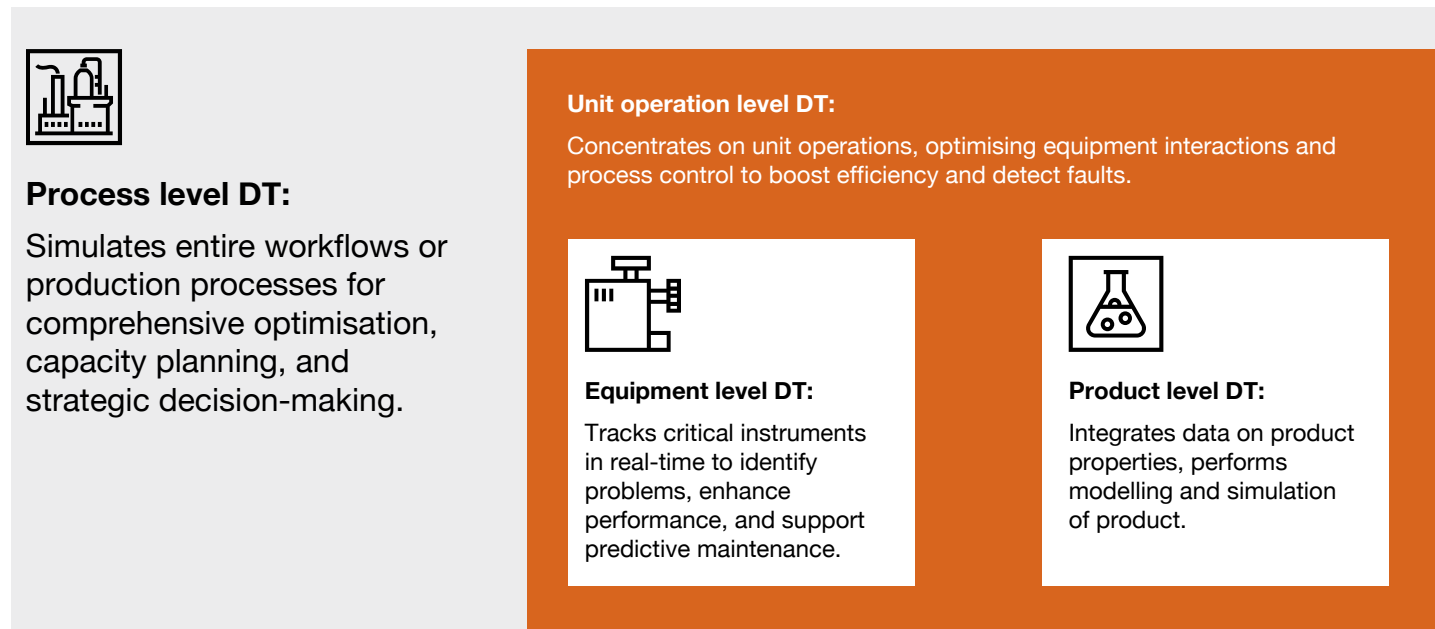 Process level DT:
Simulates entire workflows or
production processes for
comprehensive optimisation,
capacity planning, and
strategic decision-making.
Unit operation level DT:
Concentrates on unit operations, optimising equipment interactions and
process control to boost efficiency and detect faults.
Equipment level DT:
Tracks critical instruments
in real-time to identify
problems, enhance
performance, and support
predictive maintenance.
Product level DT:
Integrates data on product
properties, performs
modelling and simulation
of product.